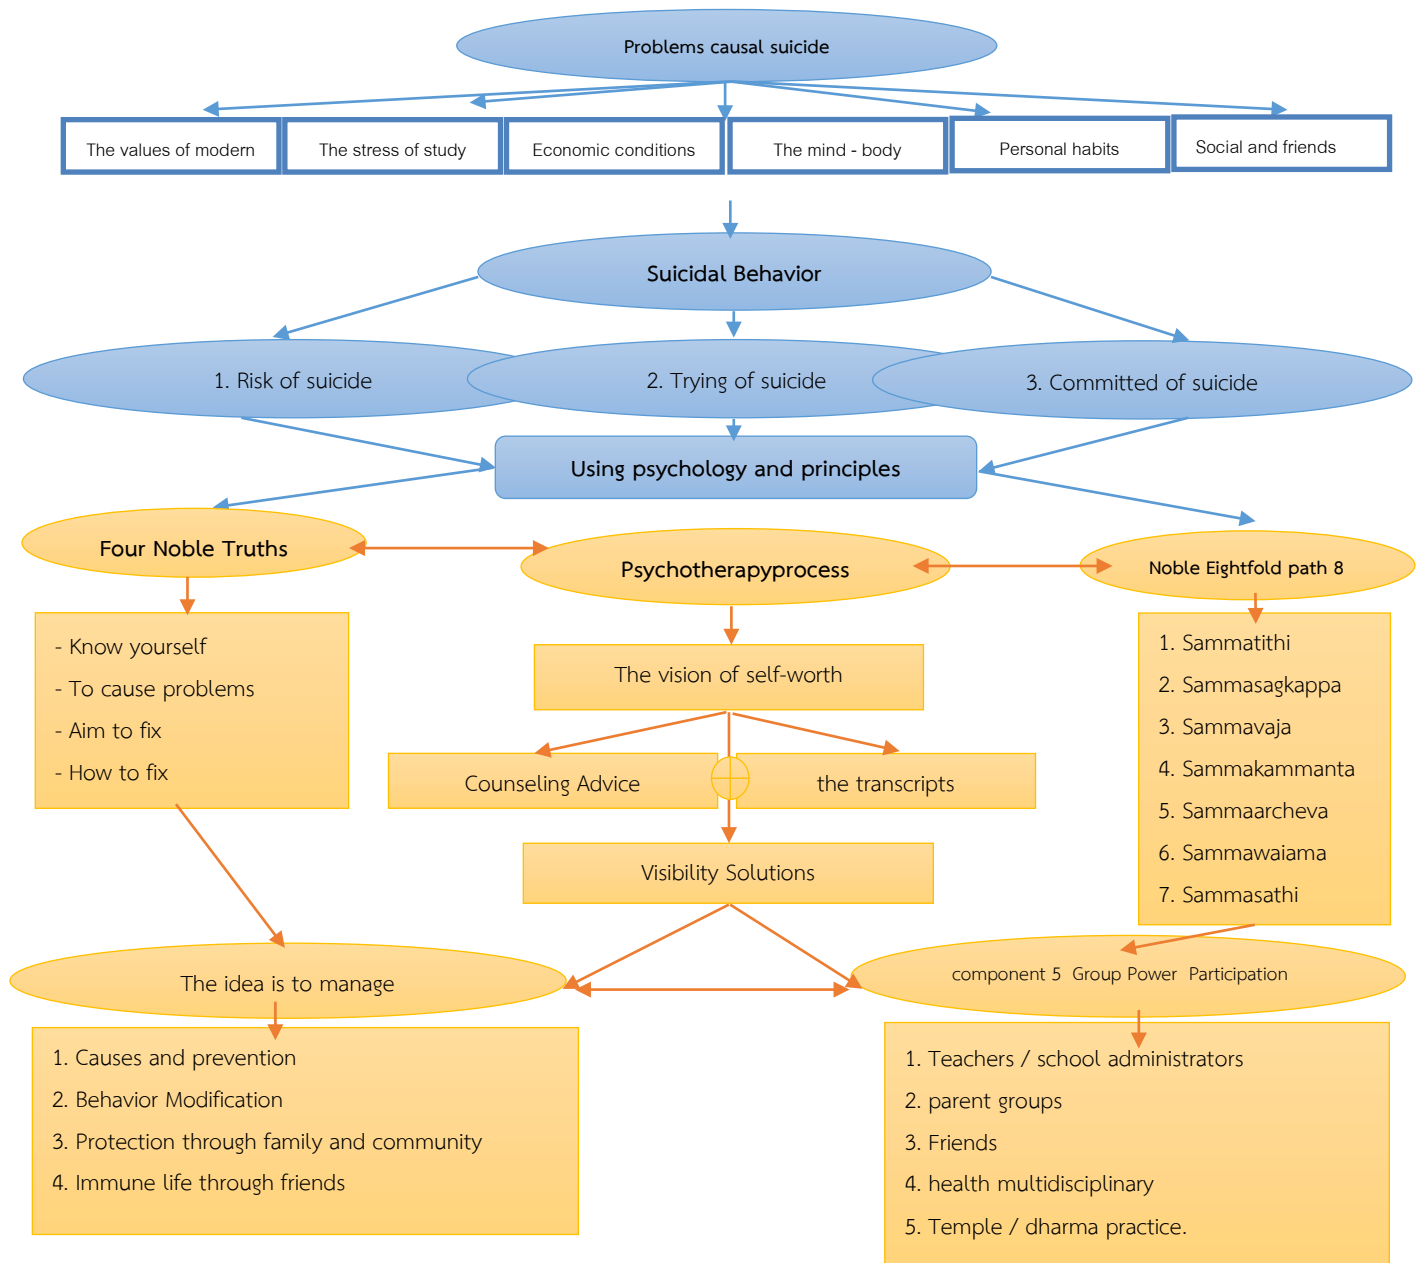 Problems causal suicide
The values of modern
The stress of study
Economic conditions
The mind - body
Personal habits
Social and friends
Suicidal Behavior
1. Risk of suicide
2. Trying of suicide
3. Committed of suicide
Using psychology and principles
Four Noble Truths
Psychotherapyprocess
Noble Eightfold path 8
- Know yourself
- To cause problems
- Aim to fix
- How to fix
The vision of self-worth
Counseling Advice
the transcripts
Visibility Solutions
1. Sammatithi
2. Sammasagkappa
3. Sammavaja
4. Sammakammanta
5. Sammaarcheva
6. Sammawaiama
7. Sammasathi
The idea is to manage
component 5 Group Power Participation
1. Causes and prevention
2. Behavior Modification
3. Protection through family and community
4. Immune life through friends
1. Teachers / school administrators
2. parent groups
3. Friends
4. health multidisciplinary
5. Temple / dharma practice.